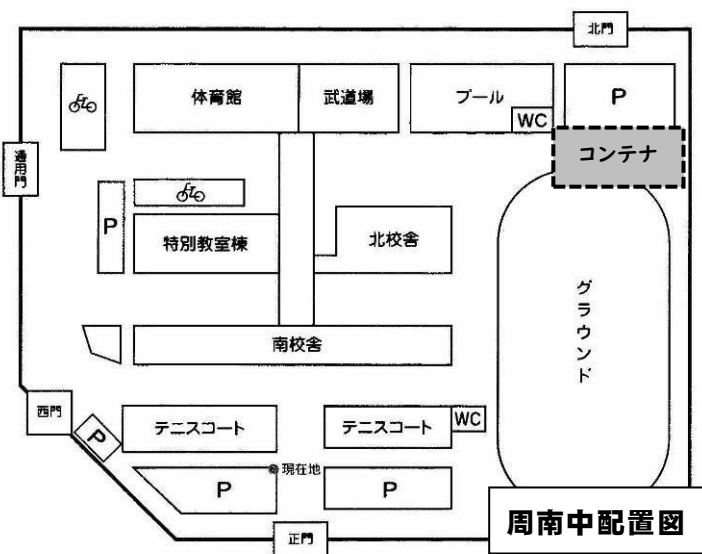 北門
体育館
武道場
プール
WC
P
コンテナ
通用門
P
特別教室棟
北校舎
グラウンド
南校舎
西門
P
テニスコート
テニスコート
WC
現在地
P
P
正門
周南中配置図